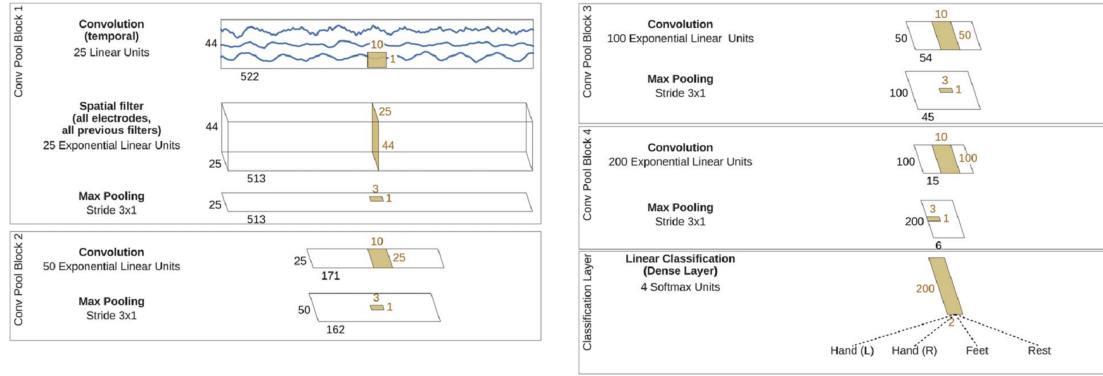 Conv Pool Block 1
Convolution
(temporal)
25 Linear Units
44
10
1
522
Spatial filter
(all electrodes,
all previous filters)
25 Exponential Linear Units
44
25
44
25
513
Max Pooling
Stride 3x1
25
3
1
513
Conv Pool Block 2
Convolution
50 Exponential Linear Units
25
10
25
171
Max Pooling
Stride 3x1
50
3
1
162
Conv Pool Block 3
Convolution
100 Exponential Linear Units
50
10
50
54
Max Pooling
Stride 3x1
100
3
1
45
Conv Pool Block 4
Convolution
200 Exponential Linear Units
100
10
100
15
Max Pooling
Stride 3x1
200
3
1
6
Classification Layer
Linear Classification
(Dense Layer)
4 Softmax Units
200
2
Hand (L) Hand (R) Feet Rest